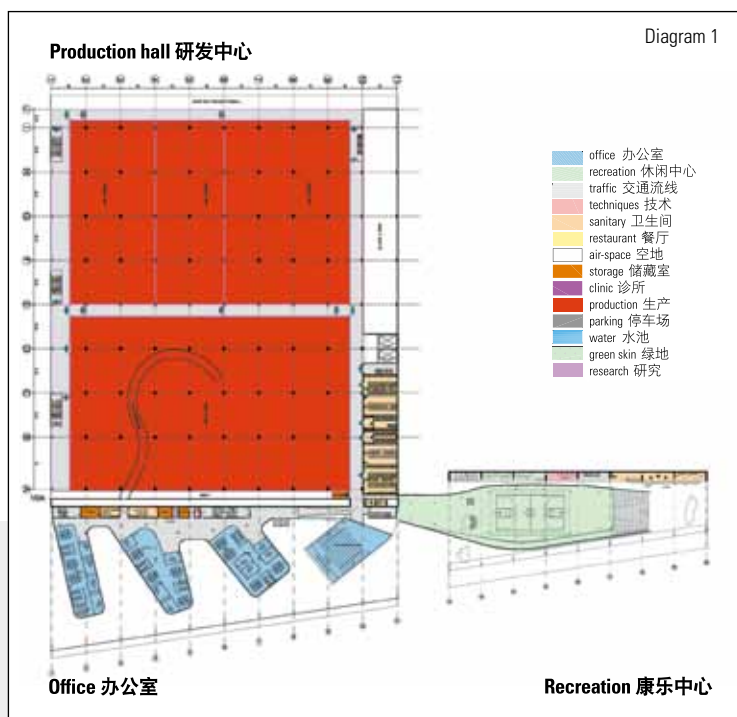 Diagram 1
Production hall 研发中心
office 办公室
recreation 休闲中心
traffic 交通流线
techniques 技术
sanitary 卫生间
restaurant 餐厅
air-space 空地
storage 储藏室
clinic 诊所
production 生产
parking 停车场
water 水池
green skin 绿地
research 研究
Office 办公室
Recreation 康乐中心